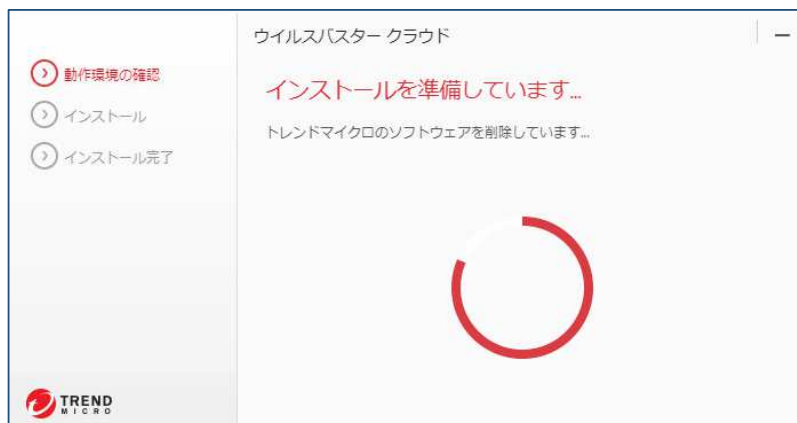 ウイルスバスター クラウド
動作環境の確認
インストール
インストール完了
インストールを準備しています...
トレンドマイクロのソフトウェアを削除しています...
TREND
MICRO